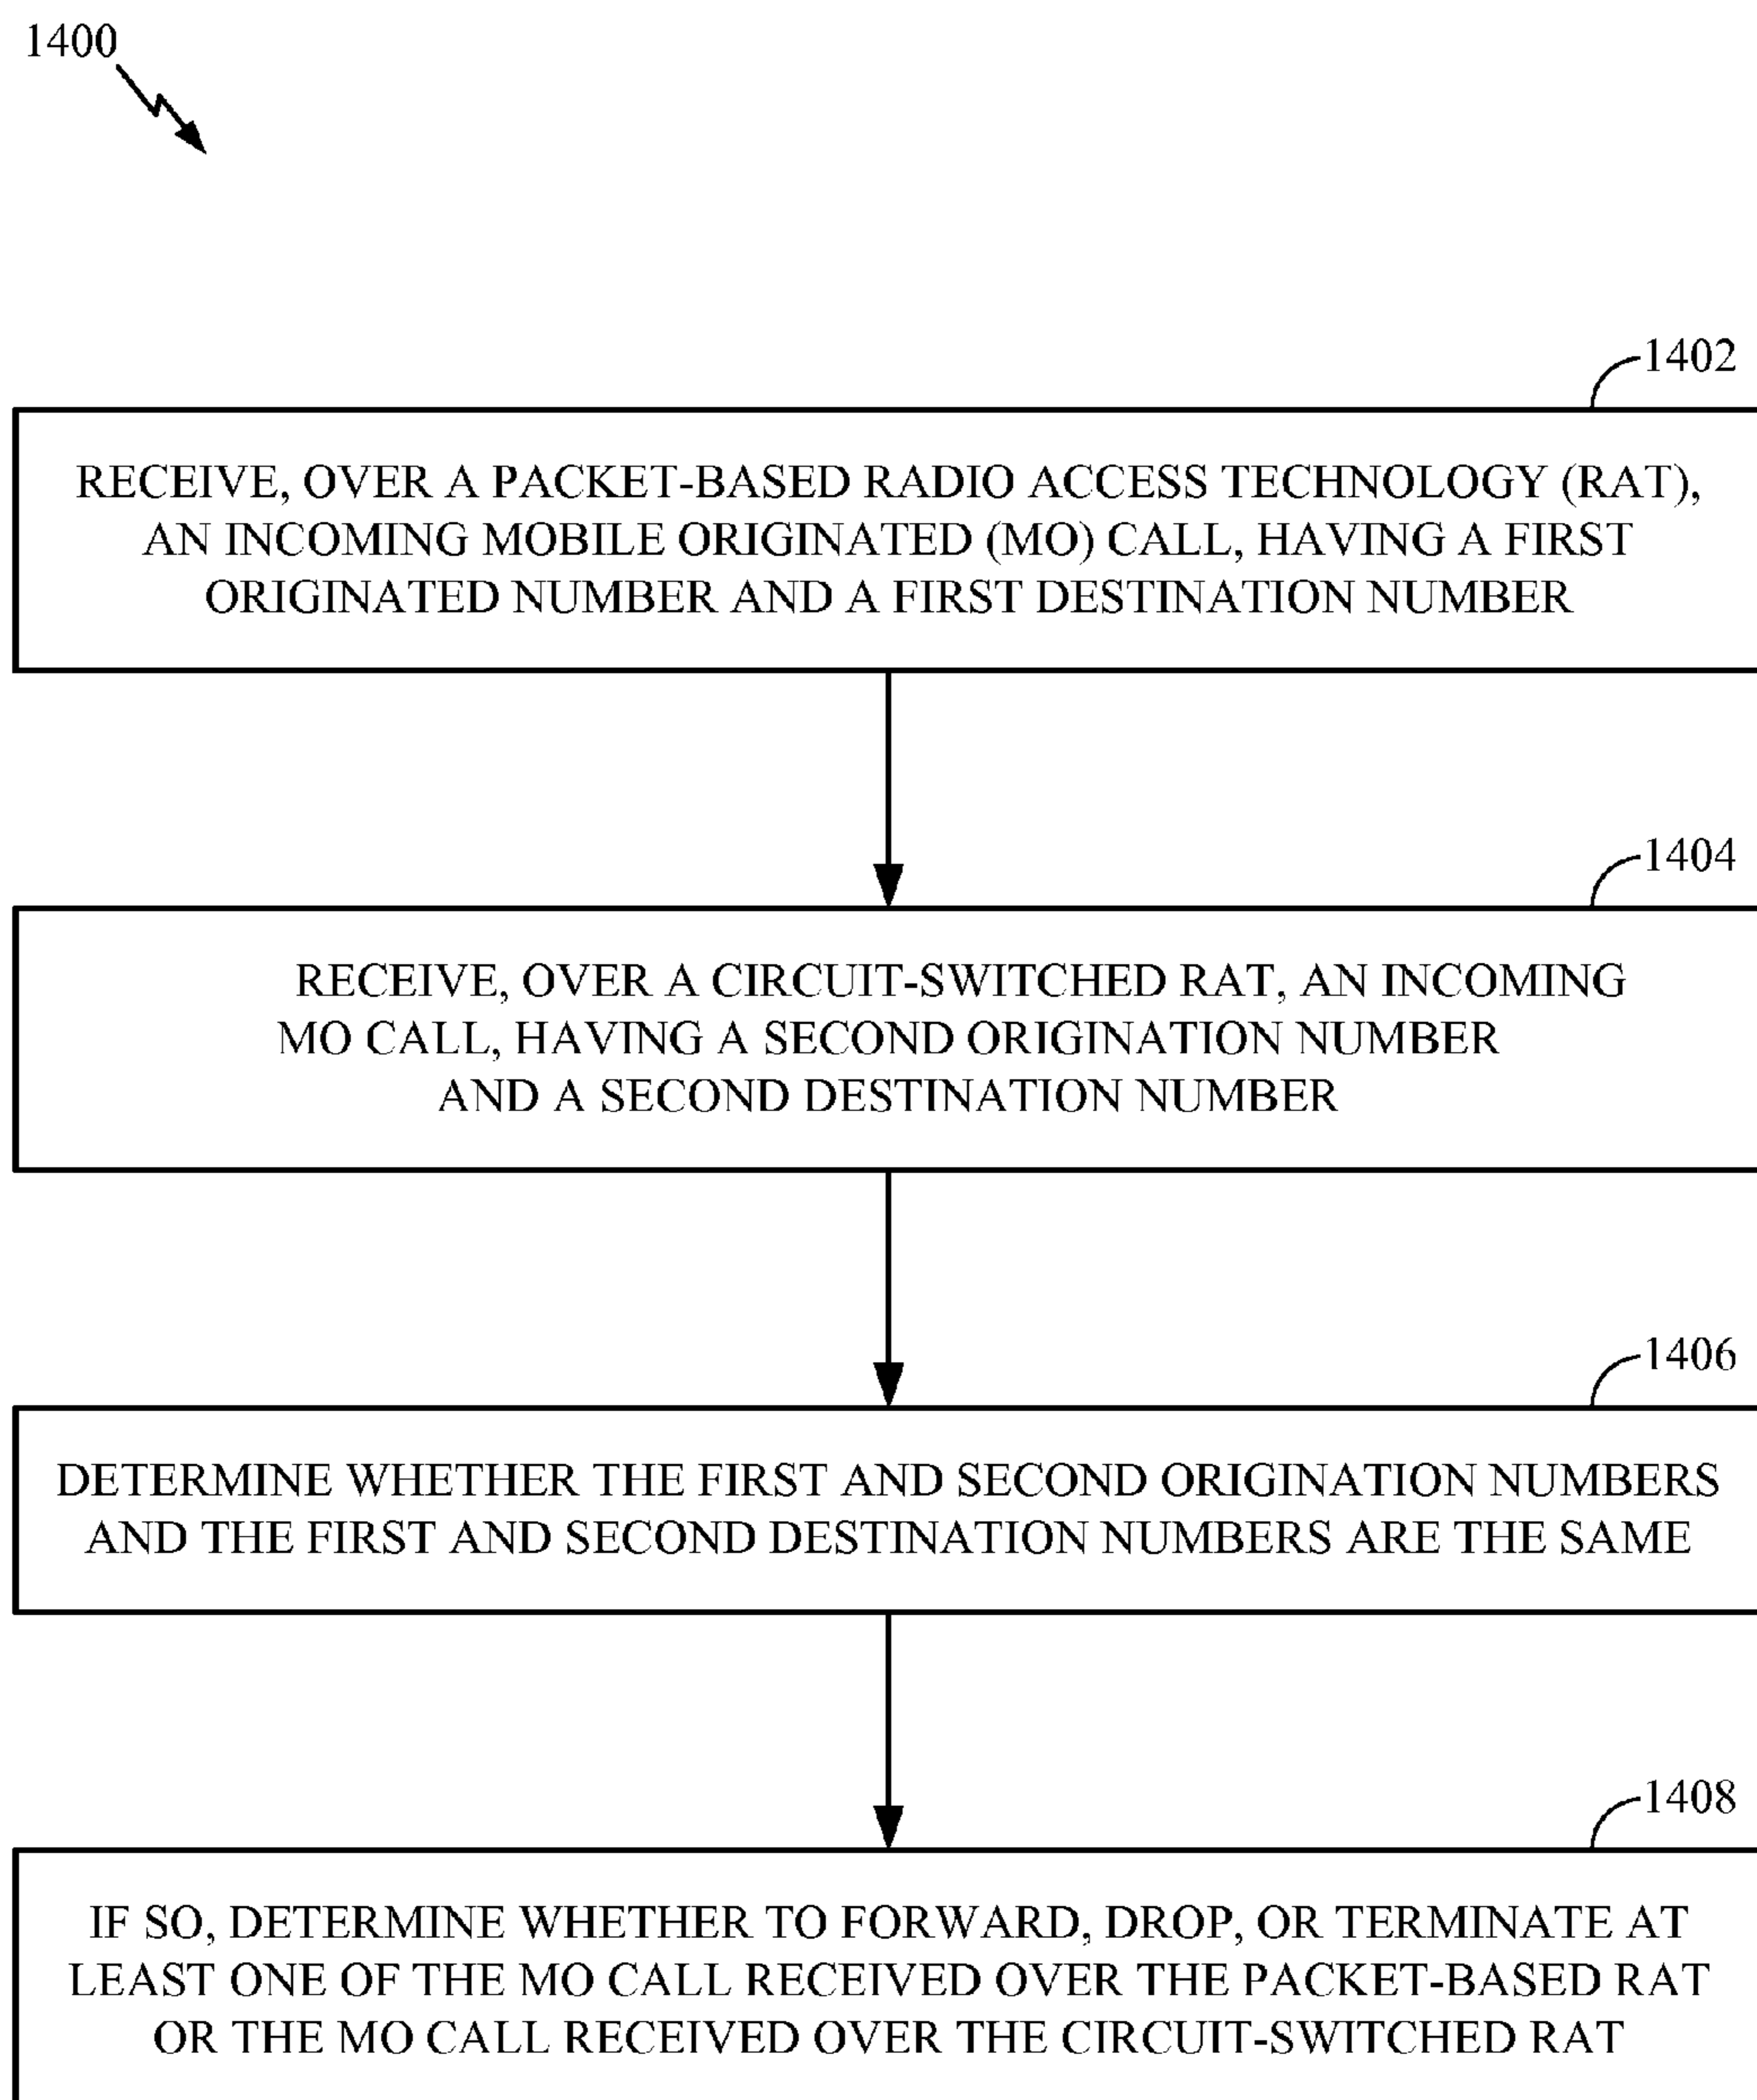 1400
1402
RECEIVE, OVER A PACKET-BASED RADIO ACCESS TECHNOLOGY (RAT),
AN INCOMING MOBILE ORIGINATED (MO) CALL, HAVING A FIRST
ORIGINATED NUMBER AND A FIRST DESTINATION NUMBER
1404
RECEIVE, OVER A CIRCUIT-SWITCHED RAT, AN INCOMING
MO CALL, HAVING A SECOND ORIGINATION NUMBER
AND A SECOND DESTINATION NUMBER
1406
DETERMINE WHETHER THE FIRST AND SECOND ORIGINATION NUMBERS
AND THE FIRST AND SECOND DESTINATION NUMBERS ARE THE SAME
1408
IF SO, DETERMINE WHETHER TO FORWARD, DROP, OR TERMINATE AT
LEAST ONE OF THE MO CALL RECEIVED OVER THE PACKET-BASED RAT
OR THE MO CALL RECEIVED OVER THE CIRCUIT-SWITCHED RAT